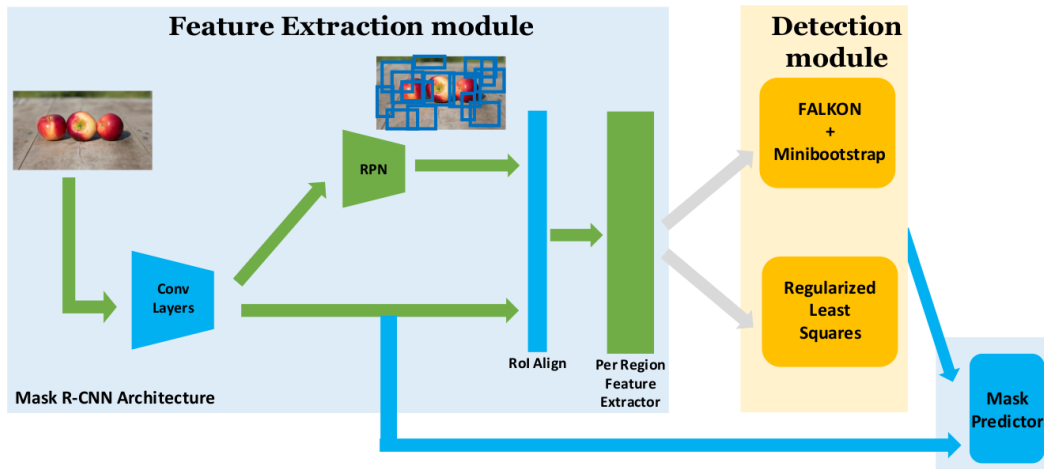 Feature Extraction module
Detection
module
FALKON
+
Minibootstrap
RPN
Conv
Layers
Regularized
Least
Squares
RoI Align
Per Region
Feature
Extractor
Mask R-CNN Architecture
Mask
Predictor